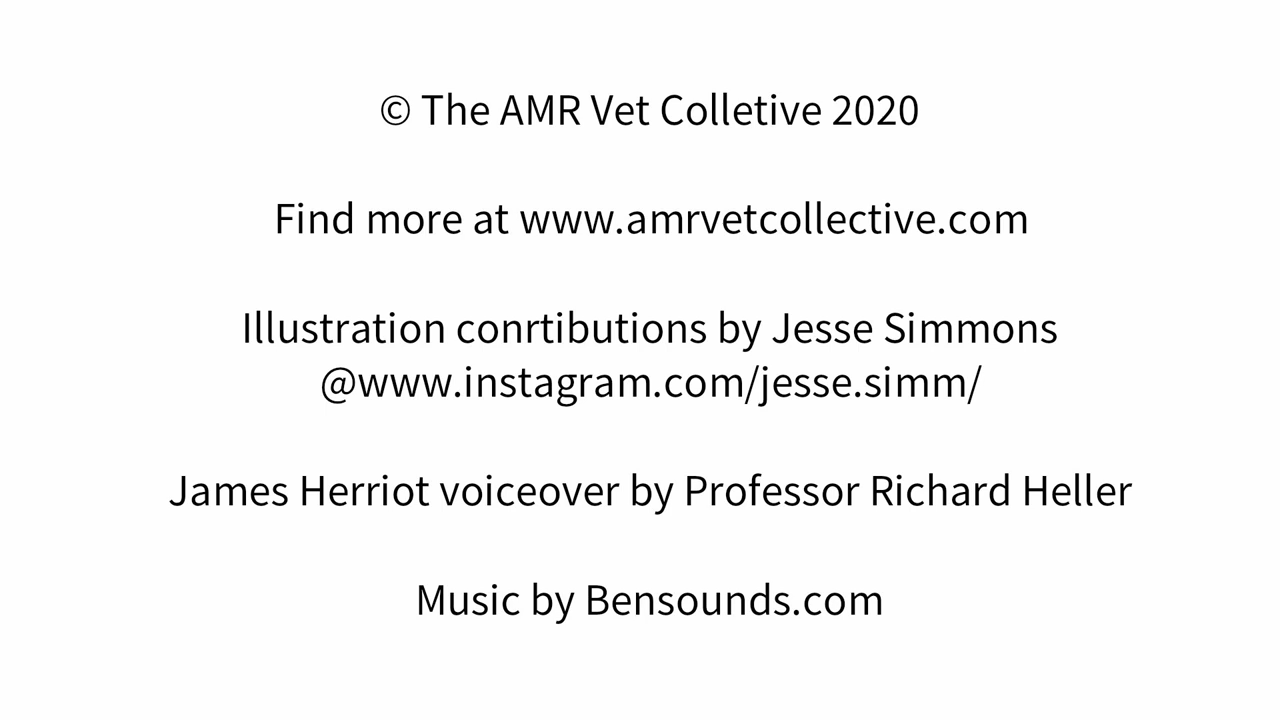 © The AMR Vet Colletive 2020
Find more at www.amrvetcollective.com
Illustration conrtibutions by Jesse Simmons
@www.instagram.com/jesse.simm/
James Herriot voiceover by Professor Richard Heller
Music by Bensounds.com